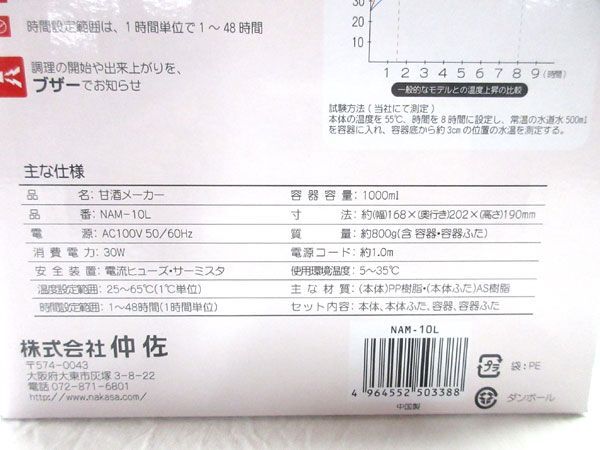 時間設定範囲は、1時間単位で1～48時間
調理の開始や出来上がりを、
ブザーでお知らせ
30
20
10
0
1 2 8 9 (時間)
一般的なモデルとの温度上昇の比較
試験方法(当社にて測定)
本体の温度を55℃、時間を8時間に設定し、常温の水道水500ml
を容器に入れ、容器底から約3cmの位置の水温を測定する。
主な仕様
品名:甘酒メーカー 容器容量:1000ml
品番:NAM-10L 寸法:約(幅)168×(奥行き)202×(高さ)190mm
電源:AC100V 50/60Hz 質量:約800g(含 容器・容器ふた)
消費電力:30W 電源コード:約1.0m
安全装置:電流ヒューズ・サーミスタ 使用環境温度:5～35℃
温度設定範囲:25～65℃(1℃単位) 主な材質:(本体)PP樹脂・(本体ふた)AS樹脂
時間設定範囲:1～48時間(1時間単位) セット内容:本体、本体ふた、容器、容器ふた
株式会社 仲佐
〒574-0043
大阪府大東市灰塚3-8-22
電話 072-871-6801
http://www.nakasa.com/
NAM-10L
4 964552 503388
中国製
プラ 袋:PE
ダンボール